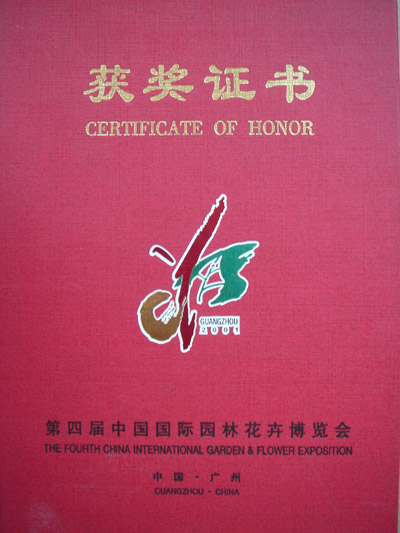 获奖证书
CERTIFICATE OF HONOR
GUANGZHOU
2001
第四届中国国际园林花卉博览会
THE FOURTH CHINA INTERNATIONAL GARDEN & FLOWER EXPOSITION
中国·广州
GUANGZHOU · CHINA